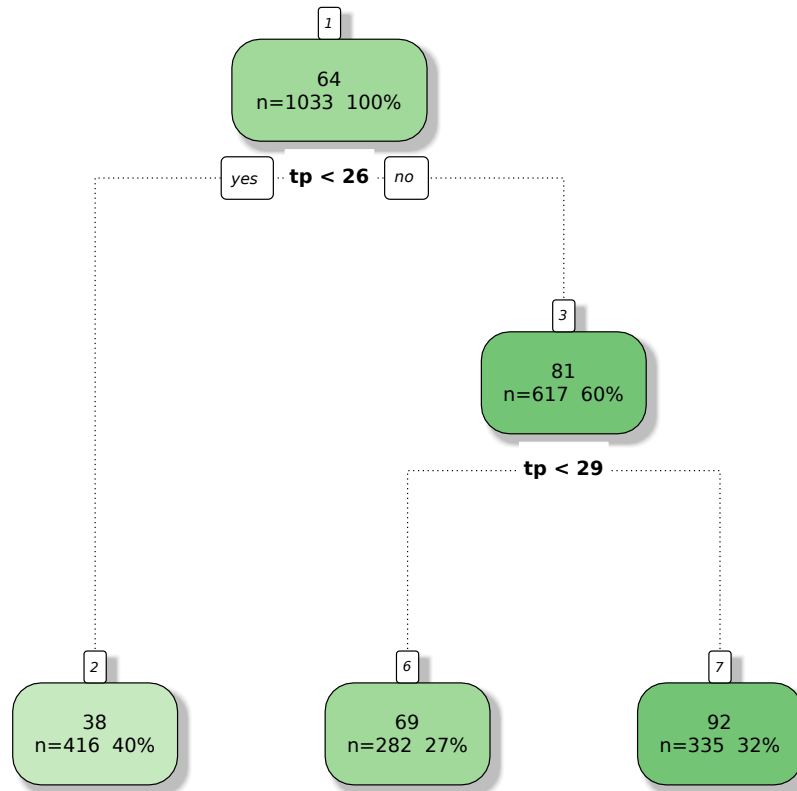 1
64
n=1033 100%
yes tp < 26 no
3
81
n=617 60%
tp < 29
2 6 7
38 69 92
n=416 40% n=282 27% n=335 32%